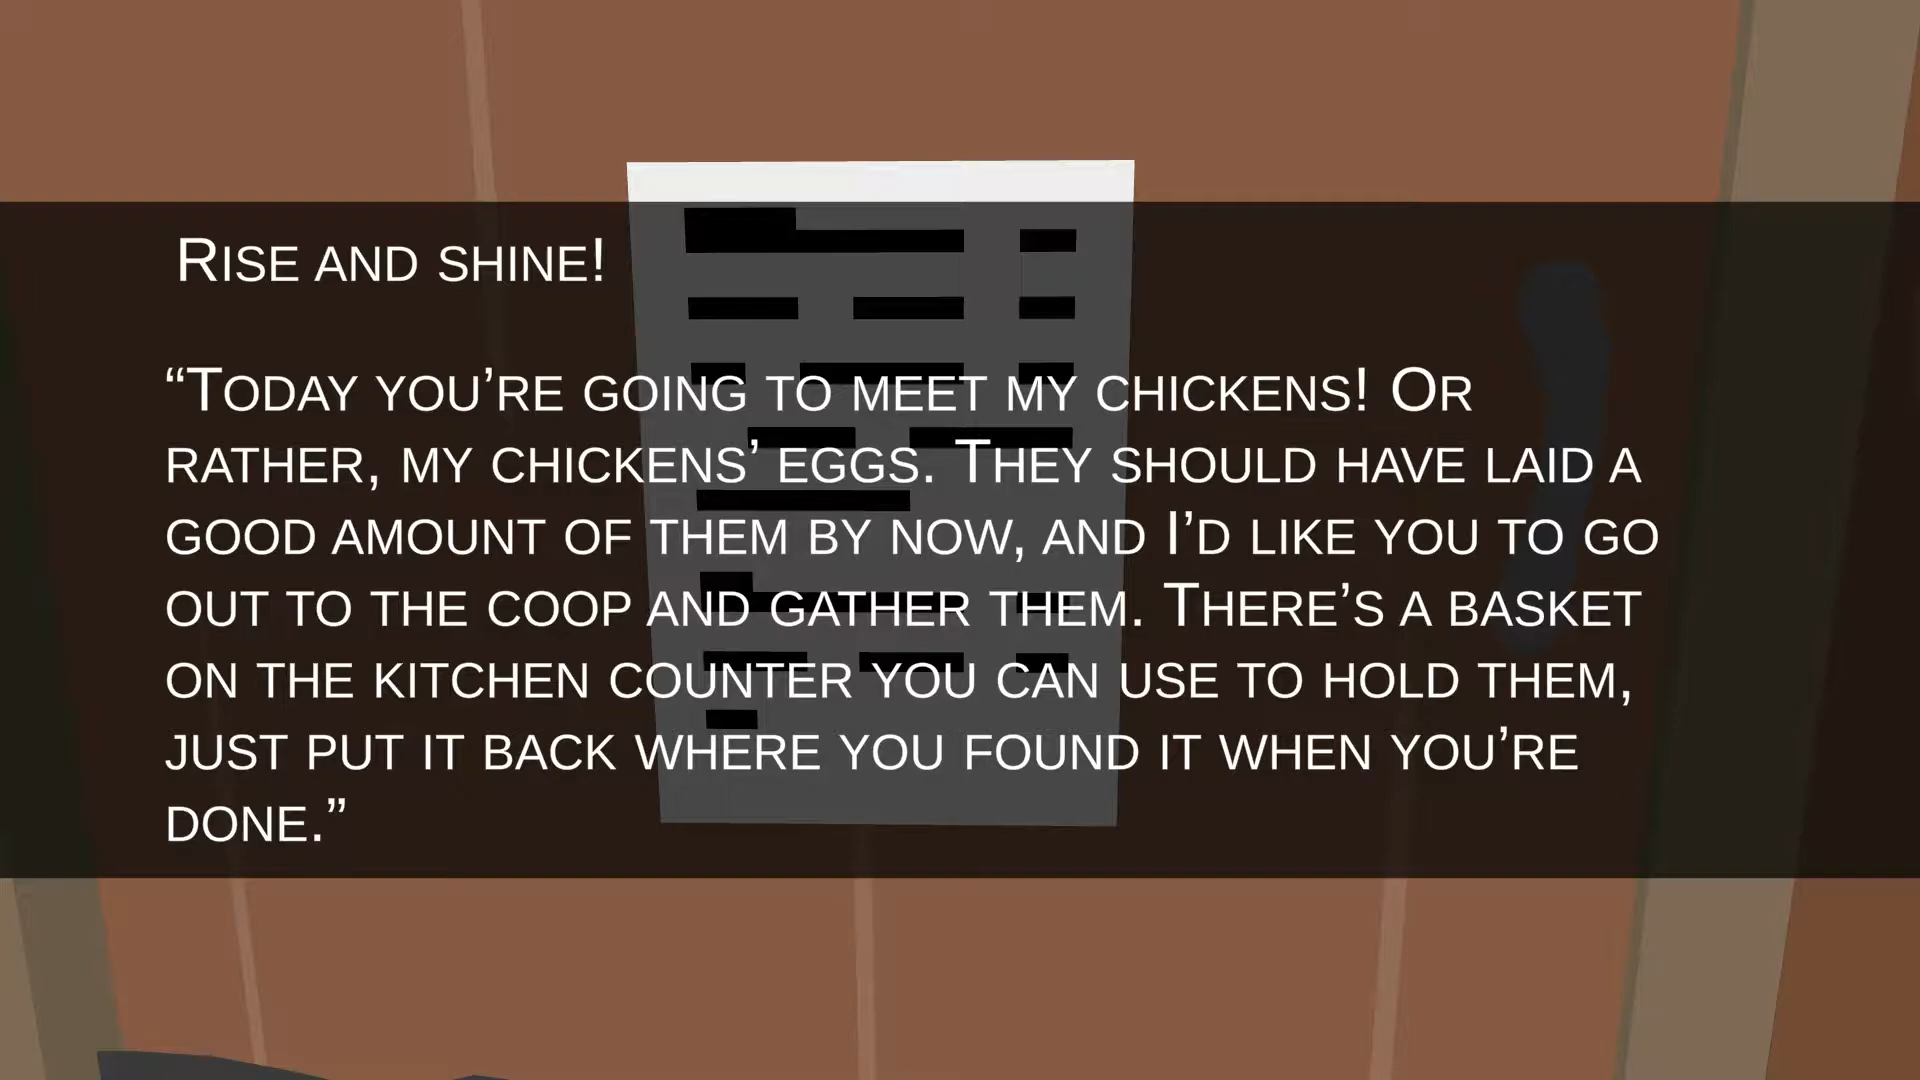 Rise and shine!
“Today you’re going to meet my chickens! Or
rather, my chickens’ eggs. They should have laid a
good amount of them by now, and I’d like you to go
out to the coop and gather them. There’s a basket
on the kitchen counter you can use to hold them,
just put it back where you found it when you’re
done.”